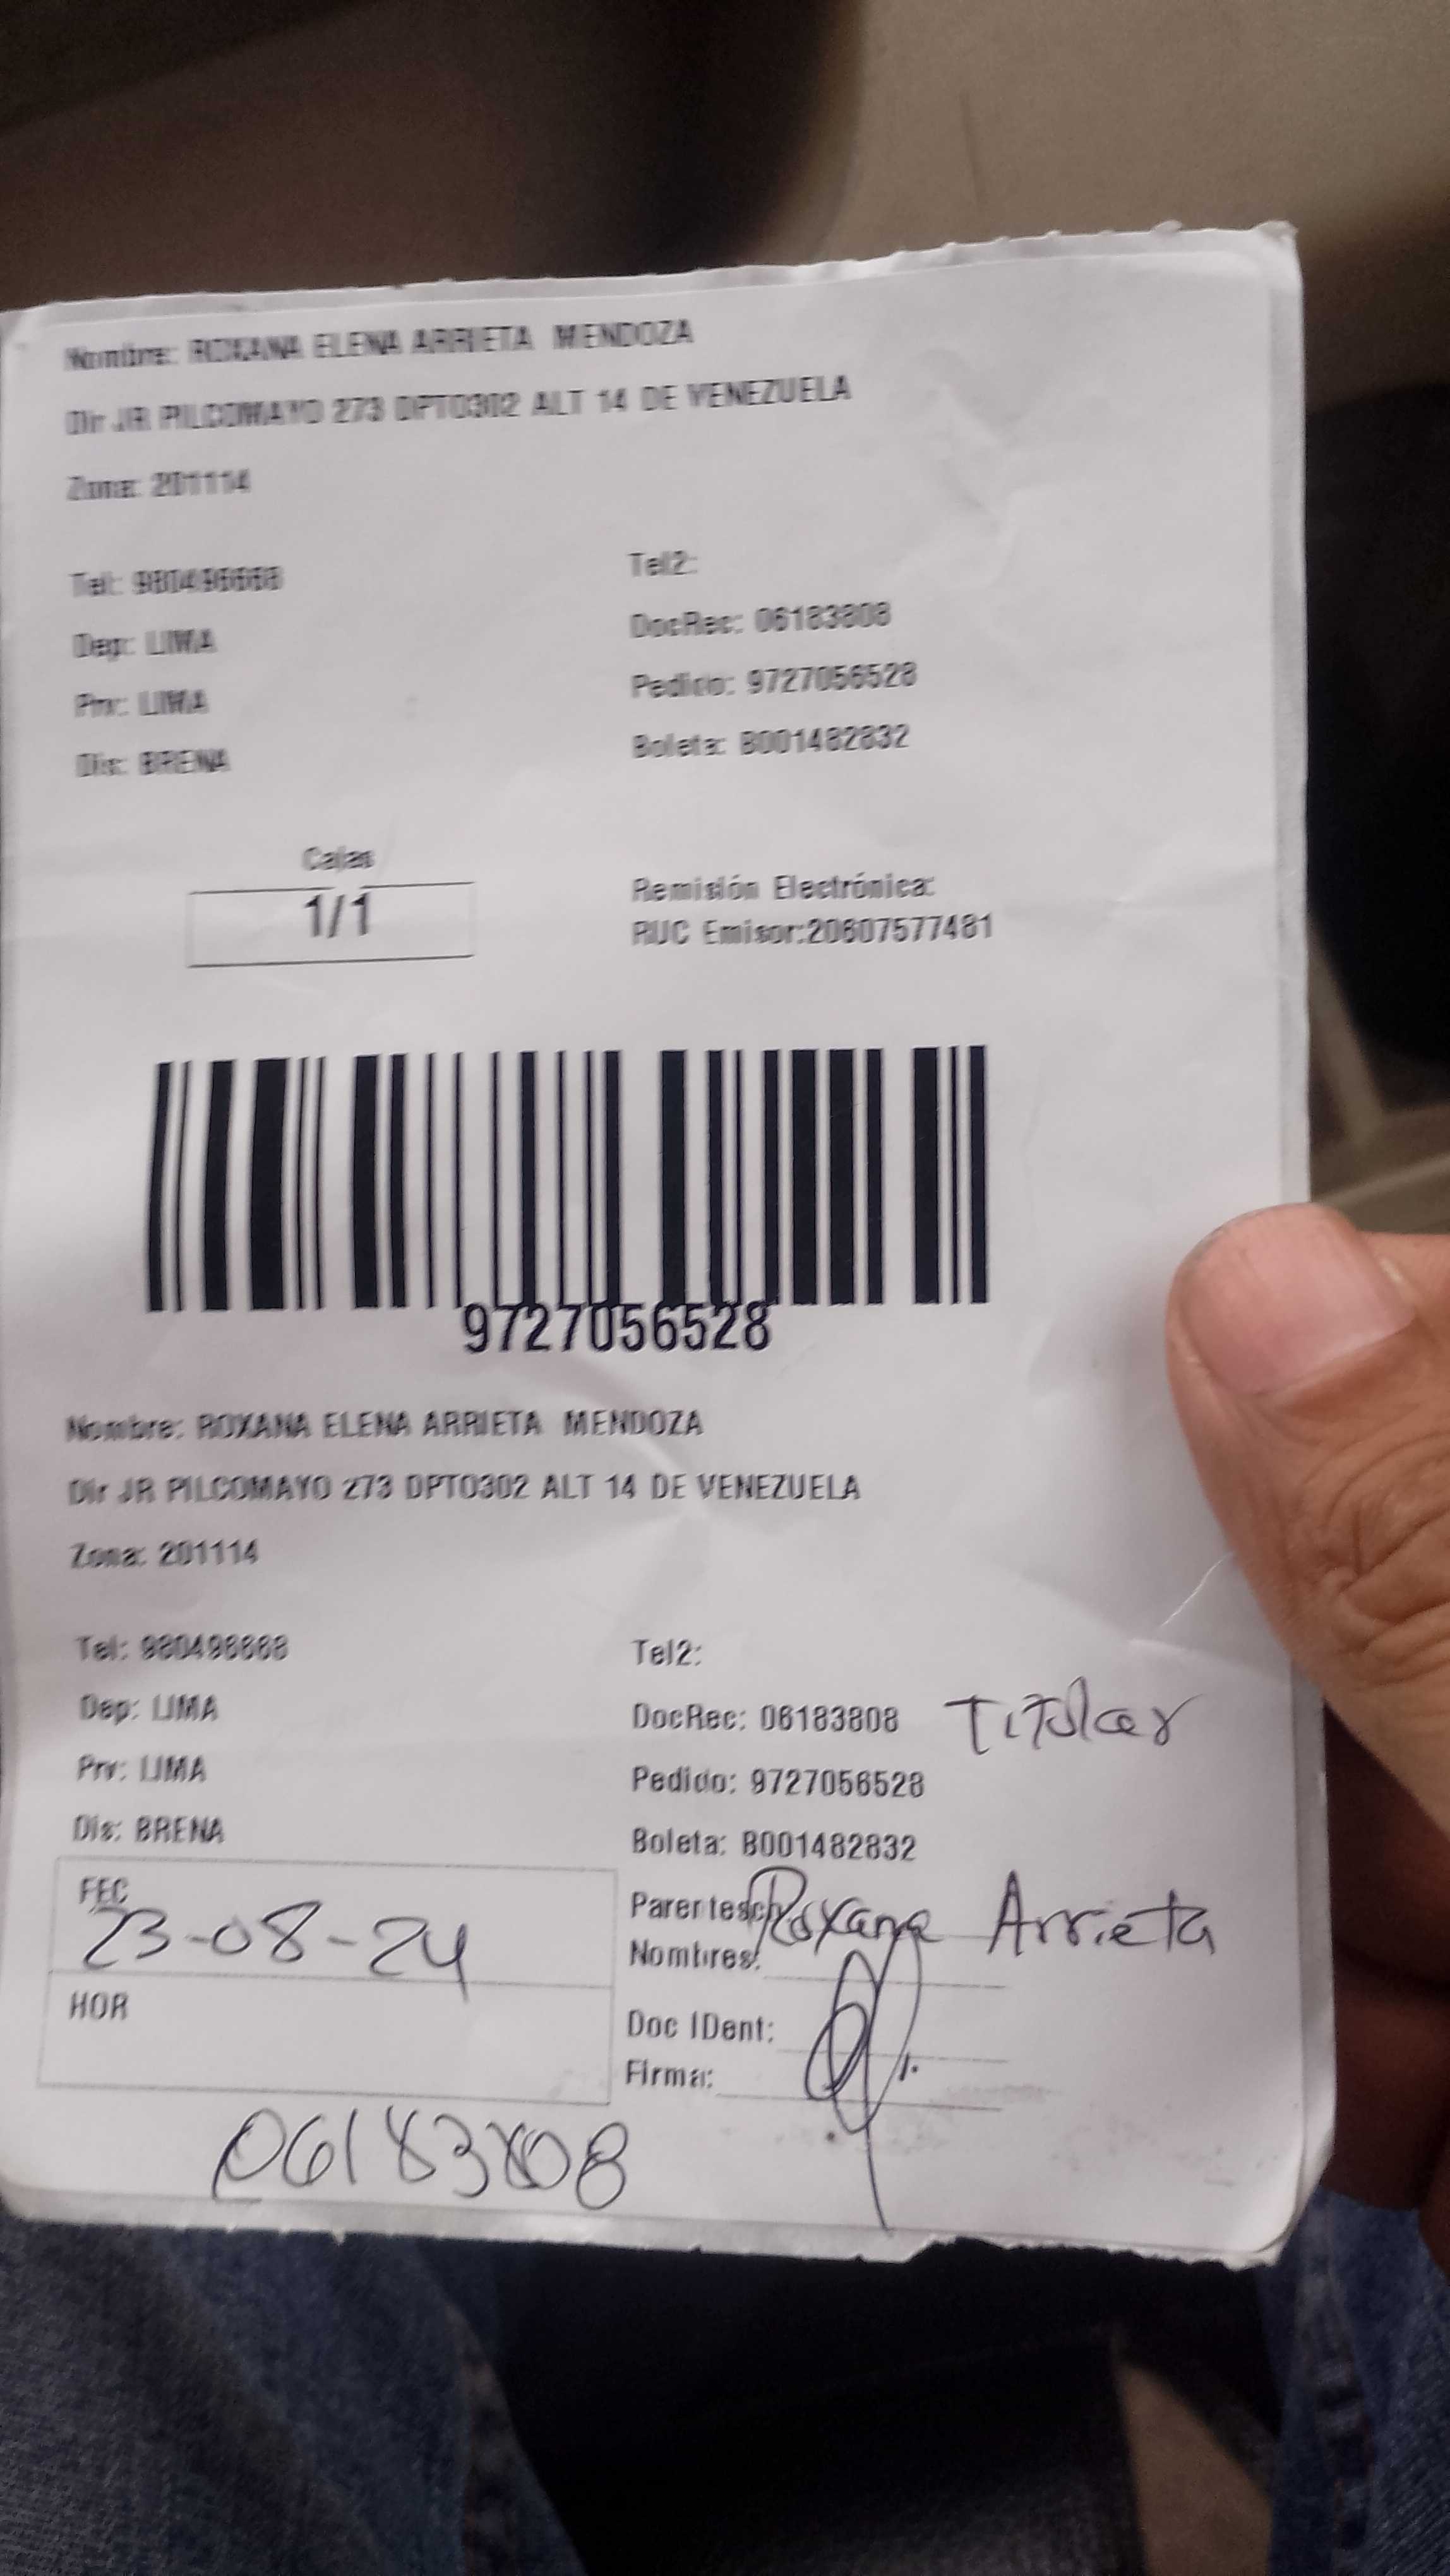 Nombre: ROXANA ELENA ARRIETA MENDOZA
Dir JR PILCOMAYO 273 DPTO302 ALT 14 DE VENEZUELA
Zona: 201114
Tel:
Tel2:
Dep: LIMA
DocRec: 06183808
Prv: LIMA
Pedido: 9727056528
Dis: BRENA
Boleta: B001482832
Cajas
1/1
Remisión Electrónica:
RUC Emisor:20607577481
9727056528
Nombre: ROXANA ELENA ARRIETA MENDOZA
Dir JR PILCOMAYO 273 DPTO302 ALT 14 DE VENEZUELA
Zona: 201114
Tel:
Tel2:
Dep: LIMA
DocRec: 06183808 Titular
Prv: LIMA
Pedido: 9727056528
Dis: BRENA
Boleta: B001482832
FEC
23-08-24
HOR
Parentesco Roxana Arrieta
Nombres:
Doc IDent:
Firma:
06183808